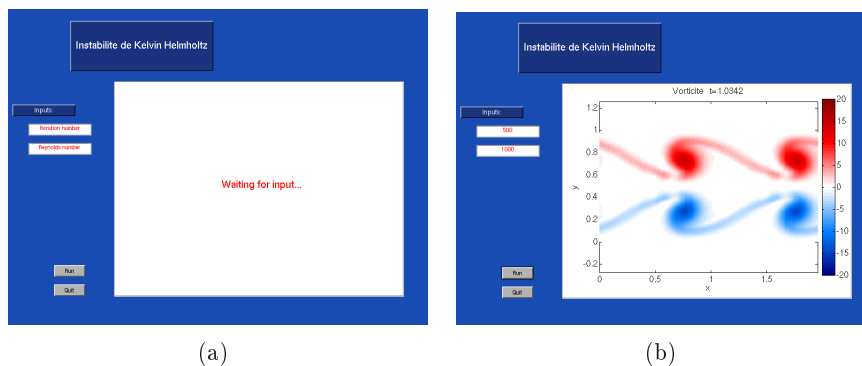 Instabilite de Kelvin Helmholtz
Inputs:
Iteration number
Reynolds number
Waiting for input...
Run
Quit
(a)
Instabilite de Kelvin Helmholtz
Inputs:
500
1000
Run
Quit
Vorticite t=1.0342
1.2
1
0.8
0.6
0.4
0.2
0
-0.2
y
0
0.5
1
1.5
x
20
15
10
5
0
-5
-10
-15
-20
(b)